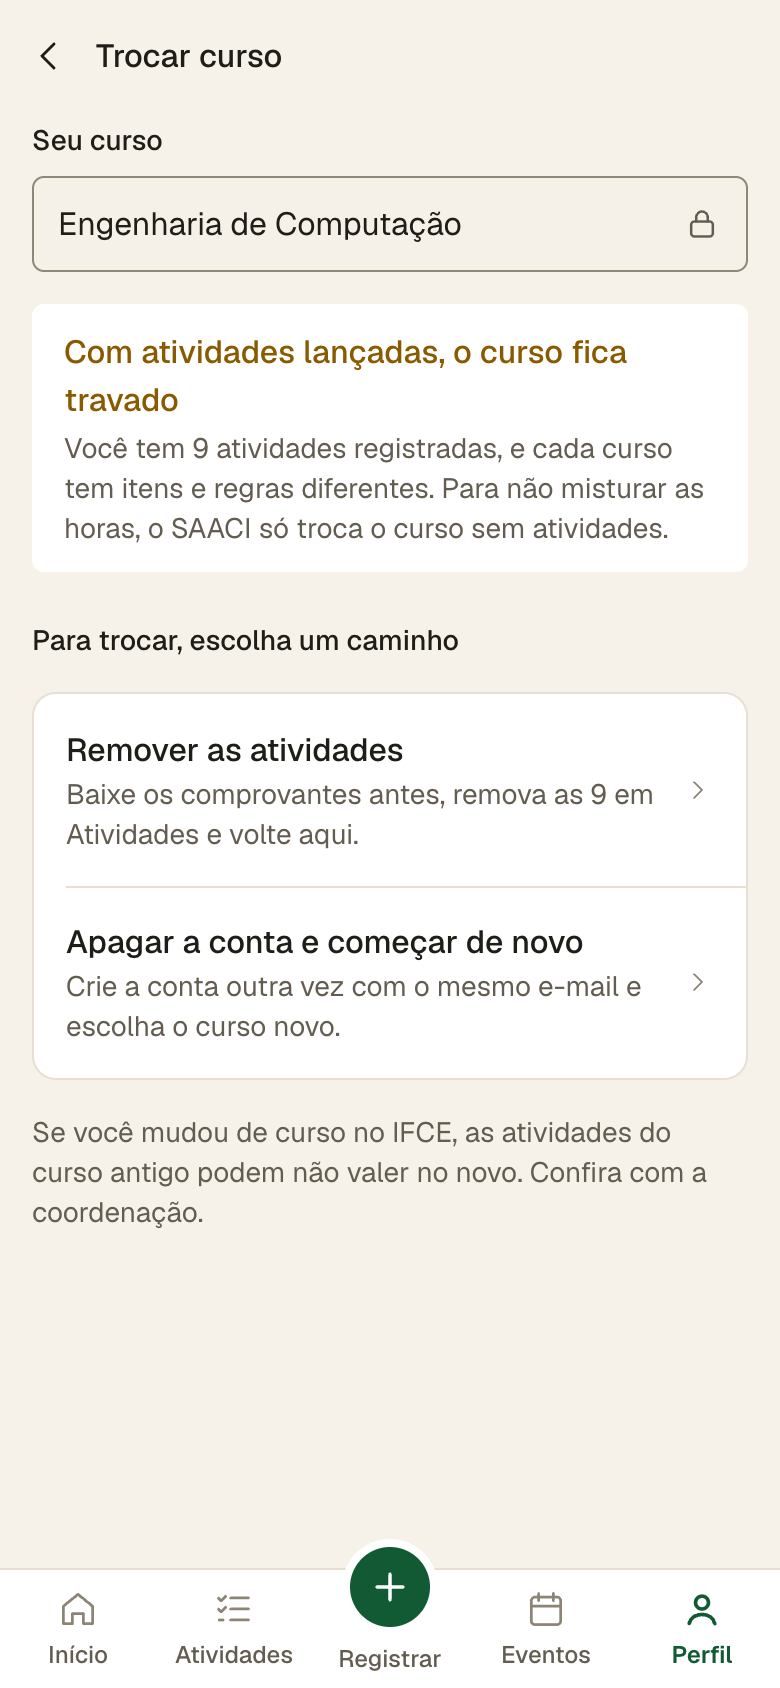 Trocar curso
Seu curso
Engenharia de Computação
Com atividades lançadas, o curso fica
travado
Você tem 9 atividades registradas, e cada curso
tem itens e regras diferentes. Para não misturar as
horas, o SAACI só troca o curso sem atividades.
Para trocar, escolha um caminho
Remover as atividades
Baixe os comprovantes antes, remova as 9 em
Atividades e volte aqui.
Apagar a conta e começar de novo
Crie a conta outra vez com o mesmo e-mail e
escolha o curso novo.
Se você mudou de curso no IFCE, as atividades do
curso antigo podem não valer no novo. Confira com a
coordenação.
Início
Atividades
Registrar
Eventos
Perfil